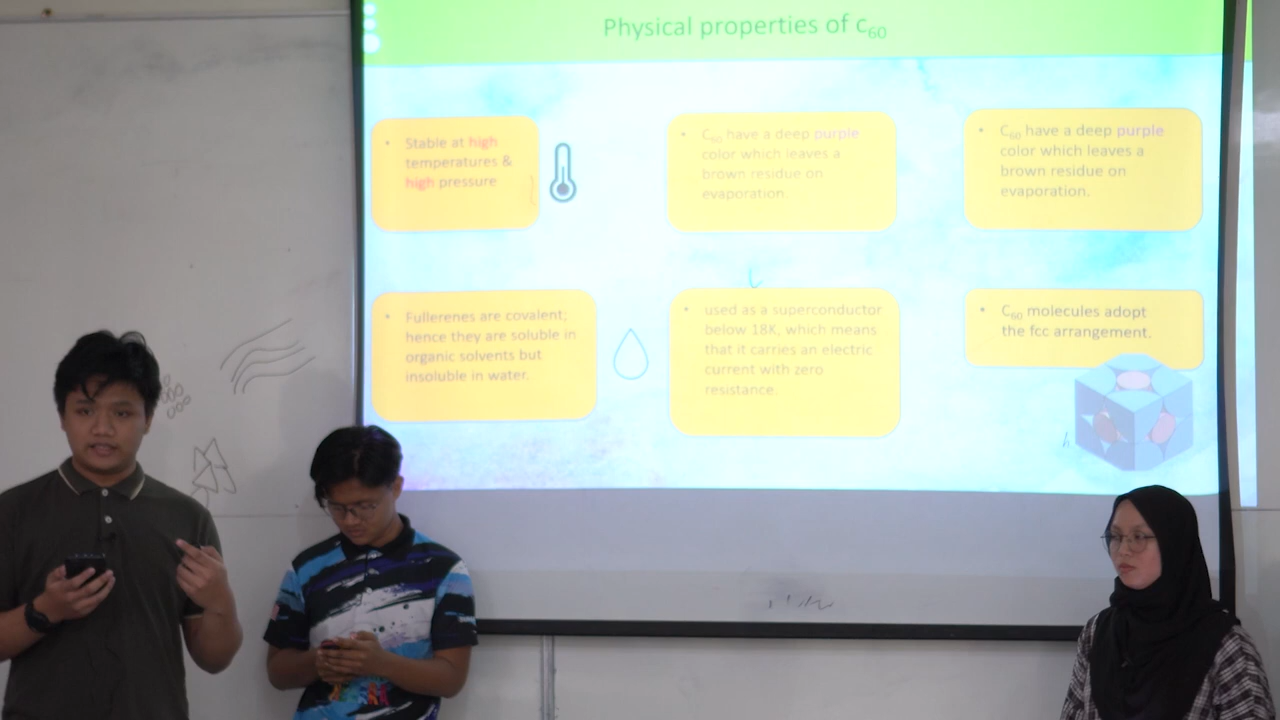 Physical properties of c₆₀
• Stable at high
temperatures &
high pressure
• C₆₀ have a deep purple
color which leaves a
brown residue on
evaporation.
• C₆₀ have a deep purple
color which leaves a
brown residue on
evaporation.
• Fullerenes are covalent;
hence they are soluble in
organic solvents but
insoluble in water.
• used as a superconductor
below 18K, which means
that it carries an electric
current with zero
resistance.
• C₆₀ molecules adopt
the fcc arrangement.